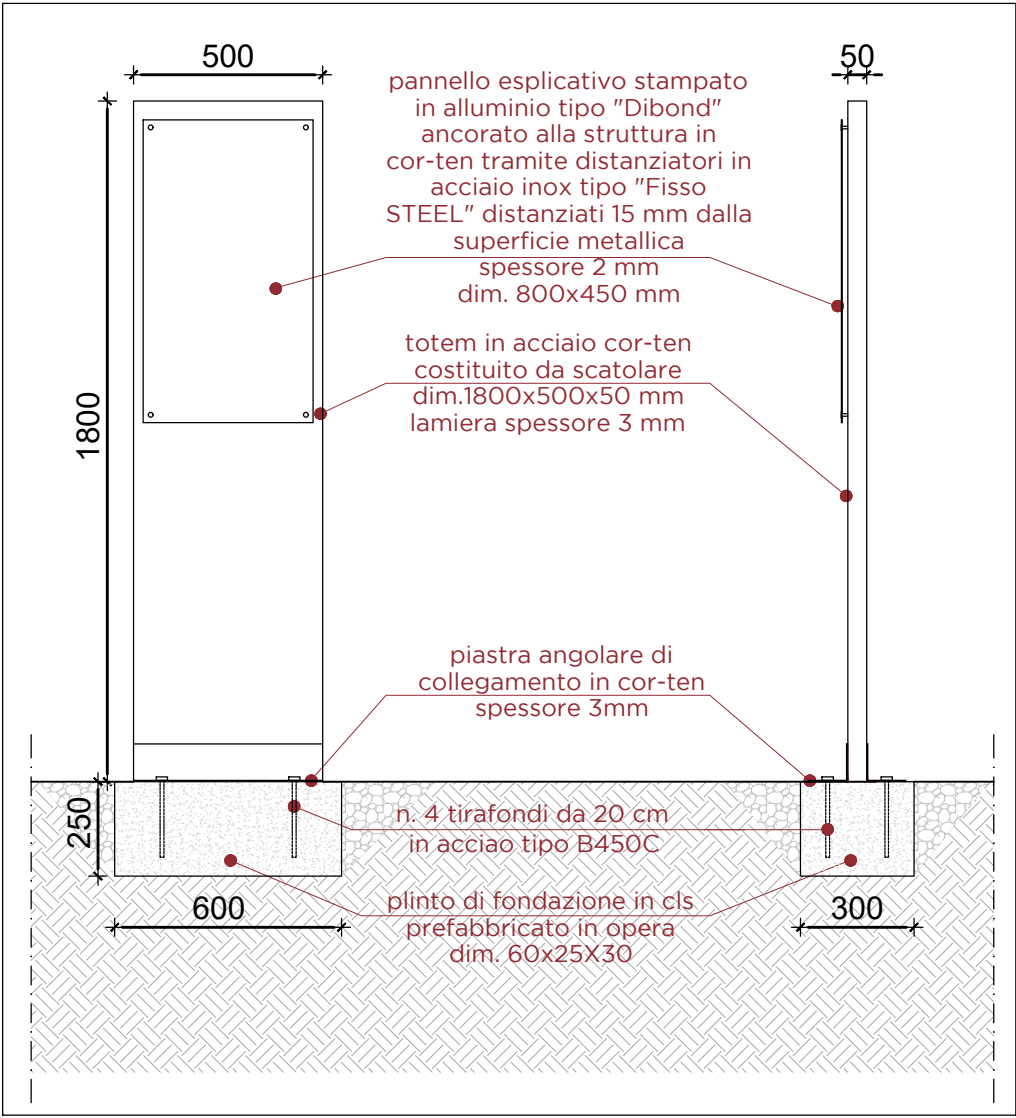 500
50
pannello esplicativo stampato
in alluminio tipo "Dibond"
ancorato alla struttura in
cor-ten tramite distanziatori in
acciaio inox tipo "Fisso
STEEL" distanziati 15 mm dalla
superficie metallica
spessore 2 mm
dim. 800x450 mm
totem in acciaio cor-ten
costituito da scatolare
dim.1800x500x50 mm
lamiera spessore 3 mm
1800
piastra angolare di
collegamento in cor-ten
spessore 3mm
250
n. 4 tirafondi da 20 cm
in acciao tipo B450C
600
300
plinto di fondazione in cls
prefabbricato in opera
dim. 60x25X30